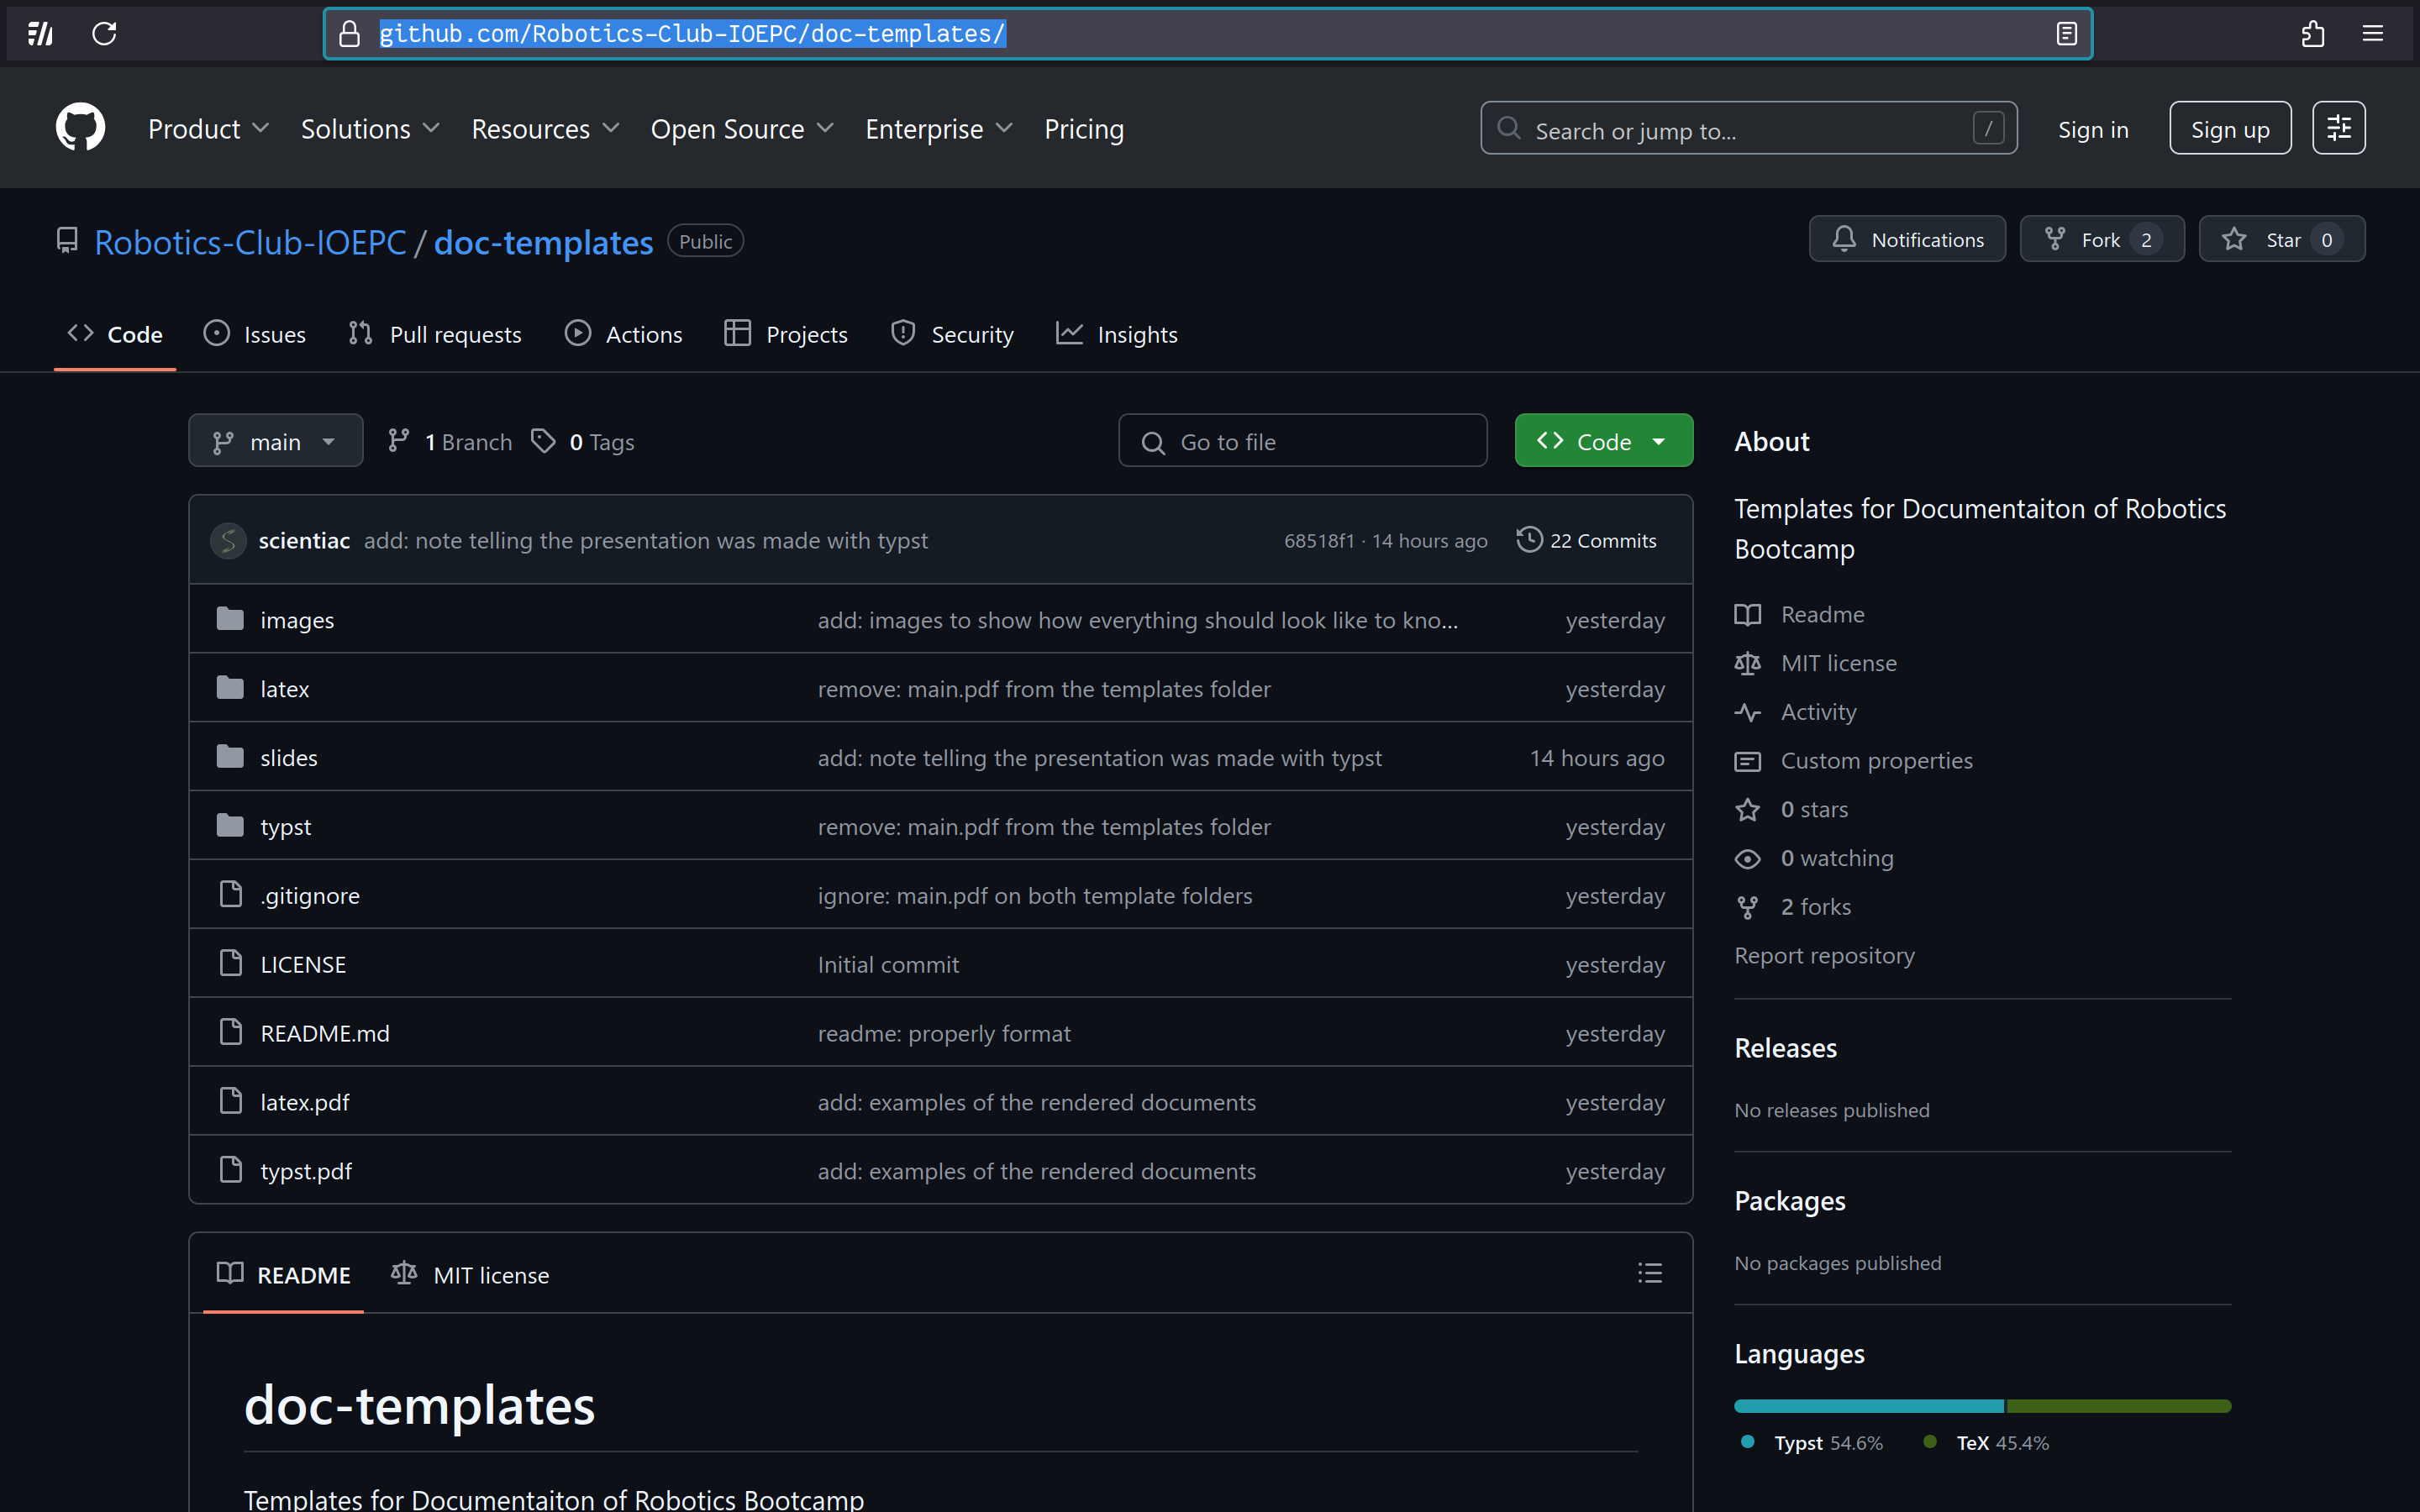 github.com/Robotics-Club-IOEPC/doc-templates/
Product Solutions Resources Open Source Enterprise Pricing
Search or jump to... /
Sign in
Sign up
Robotics-Club-IOEPC / doc-templates Public
Notifications
Fork 2
Star 0
Code Issues Pull requests Actions Projects Security Insights
main 1 Branch 0 Tags
Go to file
Code
scientiac add: note telling the presentation was made with typst 68518f1 · 14 hours ago 22 Commits
images add: images to show how everything should look like to kno... yesterday
latex remove: main.pdf from the templates folder yesterday
slides add: note telling the presentation was made with typst 14 hours ago
typst remove: main.pdf from the templates folder yesterday
.gitignore ignore: main.pdf on both template folders yesterday
LICENSE Initial commit yesterday
README.md readme: properly format yesterday
latex.pdf add: examples of the rendered documents yesterday
typst.pdf add: examples of the rendered documents yesterday
README MIT license
doc-templates
Templates for Documentaiton of Robotics Bootcamp
About
Templates for Documentaiton of Robotics
Bootcamp
Readme
MIT license
Activity
Custom properties
0 stars
0 watching
2 forks
Report repository
Releases
No releases published
Packages
No packages published
Languages
Typst 54.6% TeX 45.4%